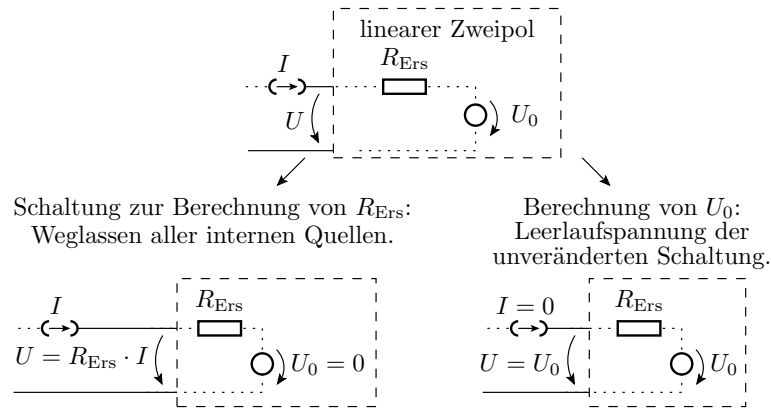 linearer Zweipol
R_Ers
I
U
U_0
Schaltung zur Berechnung von R_Ers:
Weglassen aller internen Quellen.
Berechnung von U_0:
Leerlaufspannung der
unveränderten Schaltung.
I
R_Ers
U = R_Ers · I
U_0 = 0
I = 0
R_Ers
U = U_0
U_0